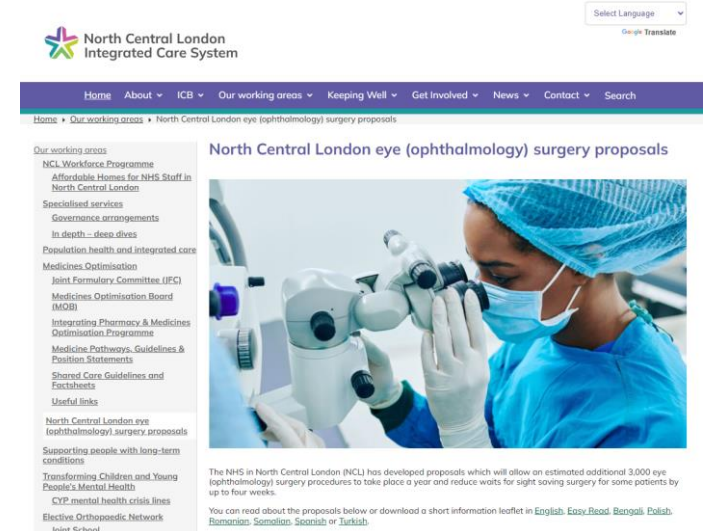 Select Language
Google Translate
North Central London
Integrated Care System
Home About ICB Our working areas Keeping Well Get Involved News Contact Search
Home Our working areas North Central London eye (ophthalmology) surgery proposals
Our working areas
NCL Workforce Programme
Affordable Homes for NHS Staff in
North Central London
Specialised services
Governance arrangements
In depth – deep dives
Population health and integrated care
Medicines Optimisation
Joint Formulary Committee (JFC)
Medicines Optimisation Board
(MOB)
Integrating Pharmacy & Medicines
Optimisation Programme
Medicine Pathways, Guidelines &
Position Statements
Shared Care Guidelines and
Factsheets
Useful links
North Central London eye
(ophthalmology) surgery proposals
Supporting people with long-term
conditions
Transforming Children and Young
People's Mental Health
CYP mental health crisis lines
Elective Orthopaedic Network
Joint School
North Central London eye (ophthalmology) surgery proposals
The NHS in North Central London (NCL) has developed proposals which will allow an estimated additional 3,000 eye
(ophthalmology) surgery procedures to take place a year and reduce waits for sight saving surgery for some patients by
up to four weeks.
You can read about the proposals below or download a short information leaflet in English, Easy Read, Bengali, Polish,
Romanian, Somalian, Spanish or Turkish.